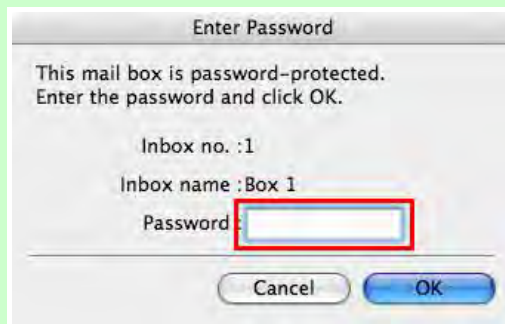 Enter Password
This mail box is password-protected.
Enter the password and click OK.
Inbox no. :1
Inbox name :Box 1
Password :
Cancel OK